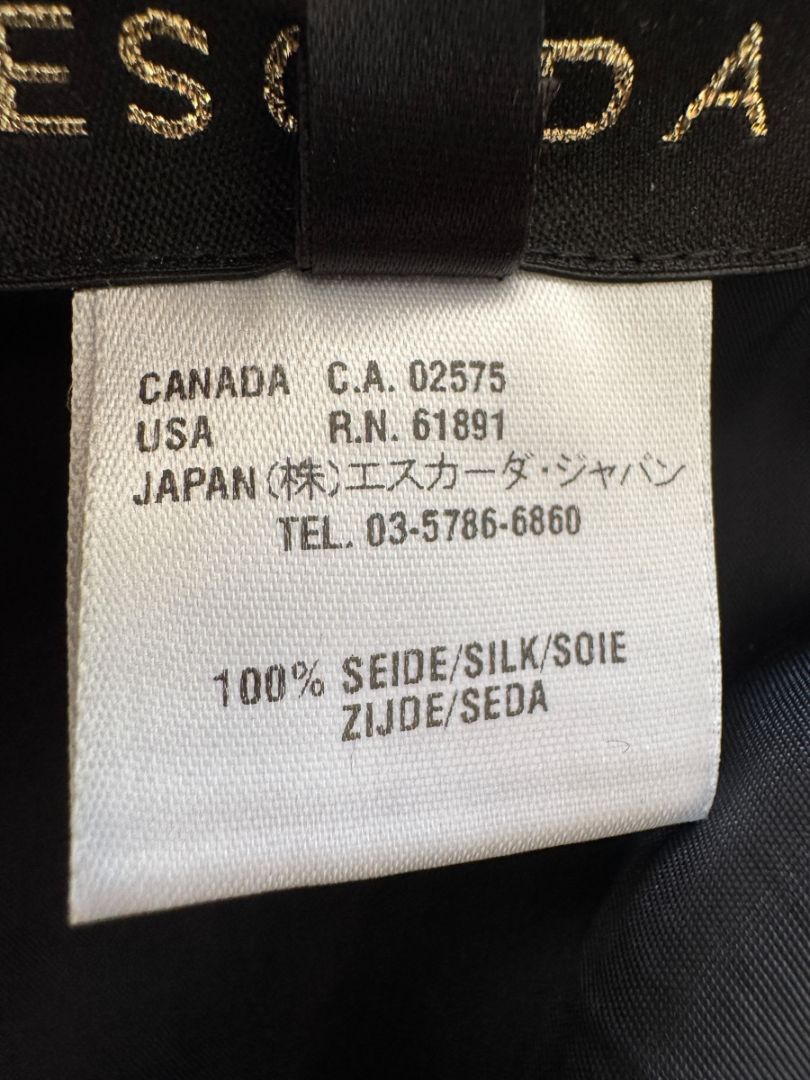 ESCADA
CANADA C.A. 02575
USA R.N. 61891
JAPAN (株)エスカーダ・ジャパン
TEL. 03-5786-6860
100% SEIDE/SILK/SOIE
ZIJDE/SEDA